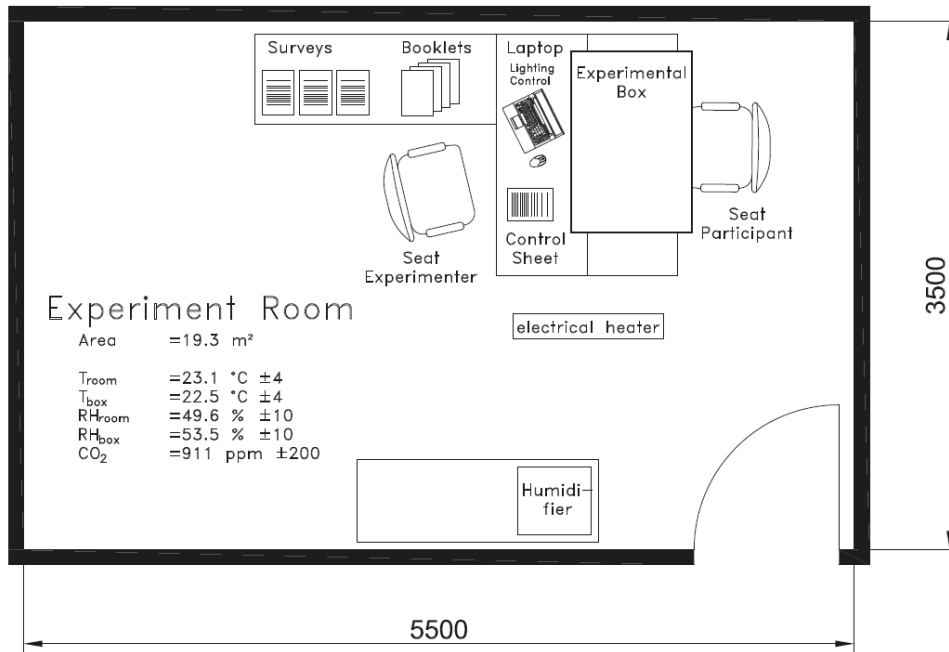 Surveys
Booklets
Laptop
Lighting
Control
Experimental
Box
Seat
Participant
Control
Sheet
Seat
Experimenter
3500
Experiment Room
electrical heater
Area =19.3 m²
Troom =23.1 °C ±4
Tbox =22.5 °C ±4
RHroom =49.6 % ±10
RHbox =53.5 % ±10
CO₂ =911 ppm ±200
Humidi-
fier
5500